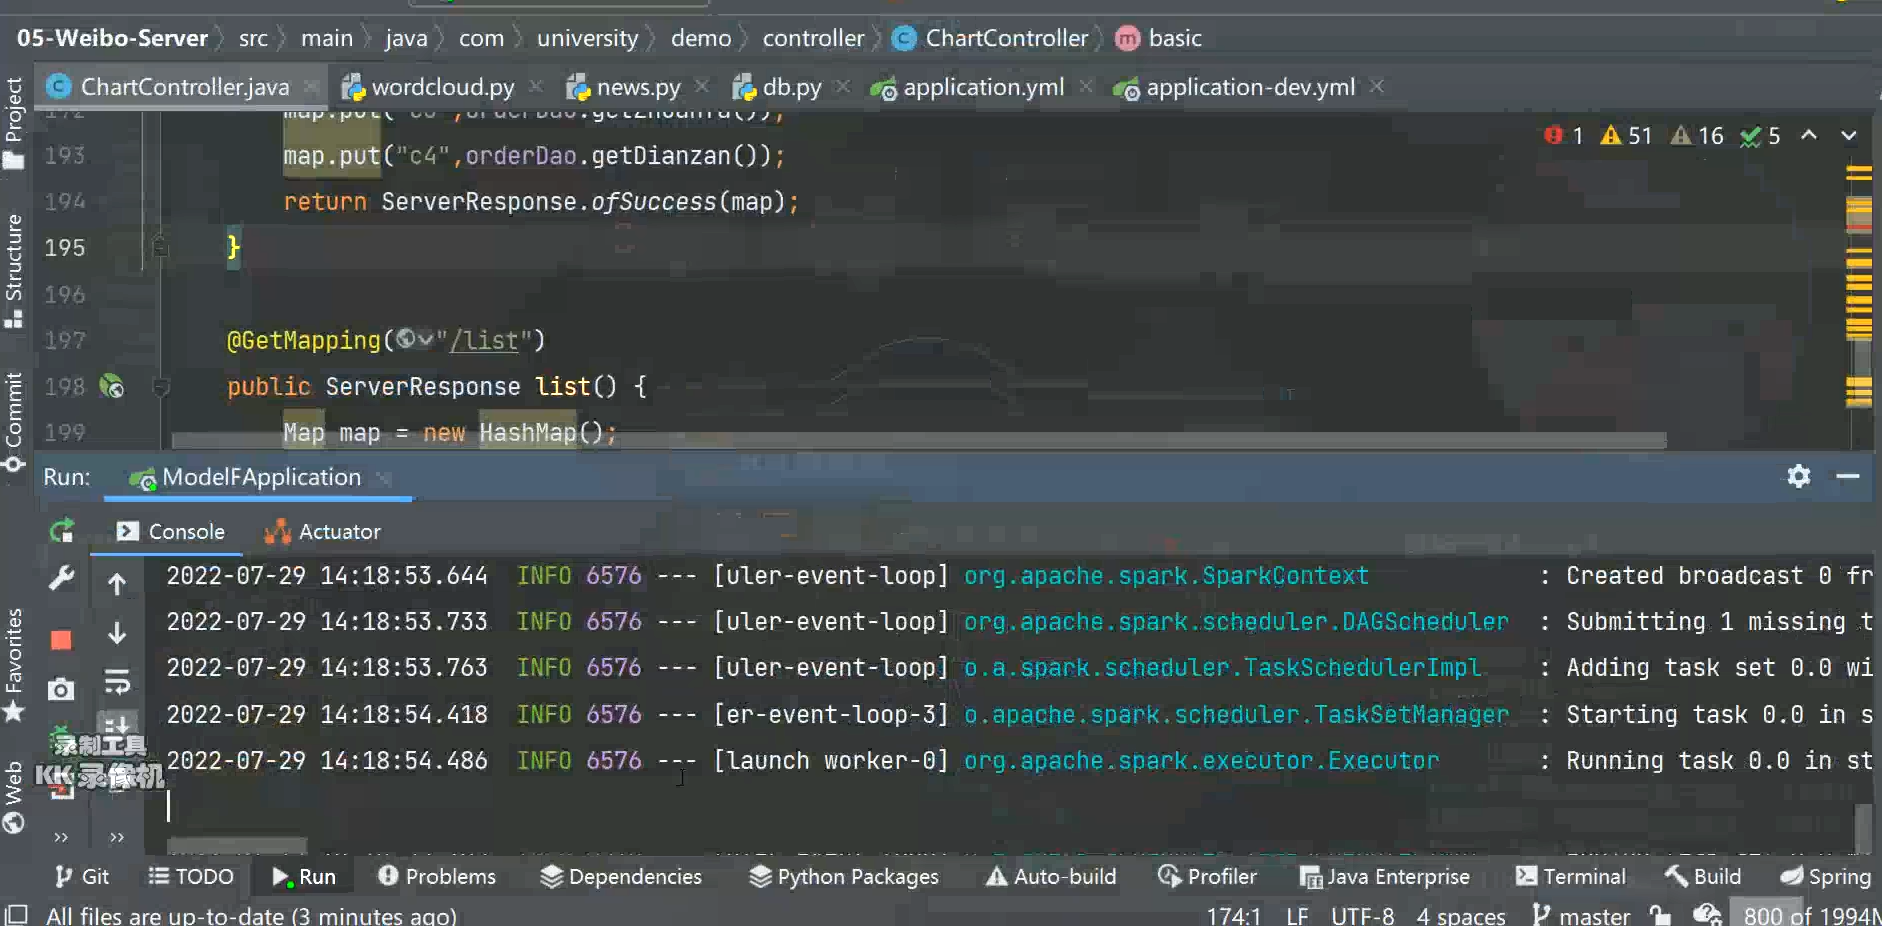 05-Weibo-Server src main java com university demo controller ChartController basic
ChartController.java wordcloud.py news.py db.py application.yml application-dev.yml
1 51 16 5
193 map.put("c4",orderDao.getDianzan());
194 return ServerResponse.ofSuccess(map);
195 }
196
197 @GetMapping("/list")
198 public ServerResponse list() {
199 Map map = new HashMap();
Project
Structure
Commit
Favorites
Web
Run: ModelFApplication
Console Actuator
2022-07-29 14:18:53.644 INFO 6576 --- [uler-event-loop] org.apache.spark.SparkContext : Created broadcast 0 fr
2022-07-29 14:18:53.733 INFO 6576 --- [uler-event-loop] org.apache.spark.scheduler.DAGScheduler : Submitting 1 missing t
2022-07-29 14:18:53.763 INFO 6576 --- [uler-event-loop] o.a.spark.scheduler.TaskSchedulerImpl : Adding task set 0.0 wi
2022-07-29 14:18:54.418 INFO 6576 --- [er-event-loop-3] o.apache.spark.scheduler.TaskSetManager : Starting task 0.0 in s
2022-07-29 14:18:54.486 INFO 6576 --- [launch worker-0] org.apache.spark.executor.Executor : Running task 0.0 in st
录制工具
KK录像机
Git TODO Run Problems Dependencies Python Packages Auto-build Profiler Java Enterprise Terminal Build Spring
All files are up-to-date (3 minutes ago) 174:1 LF UTF-8 4 spaces master 800 of 1994M